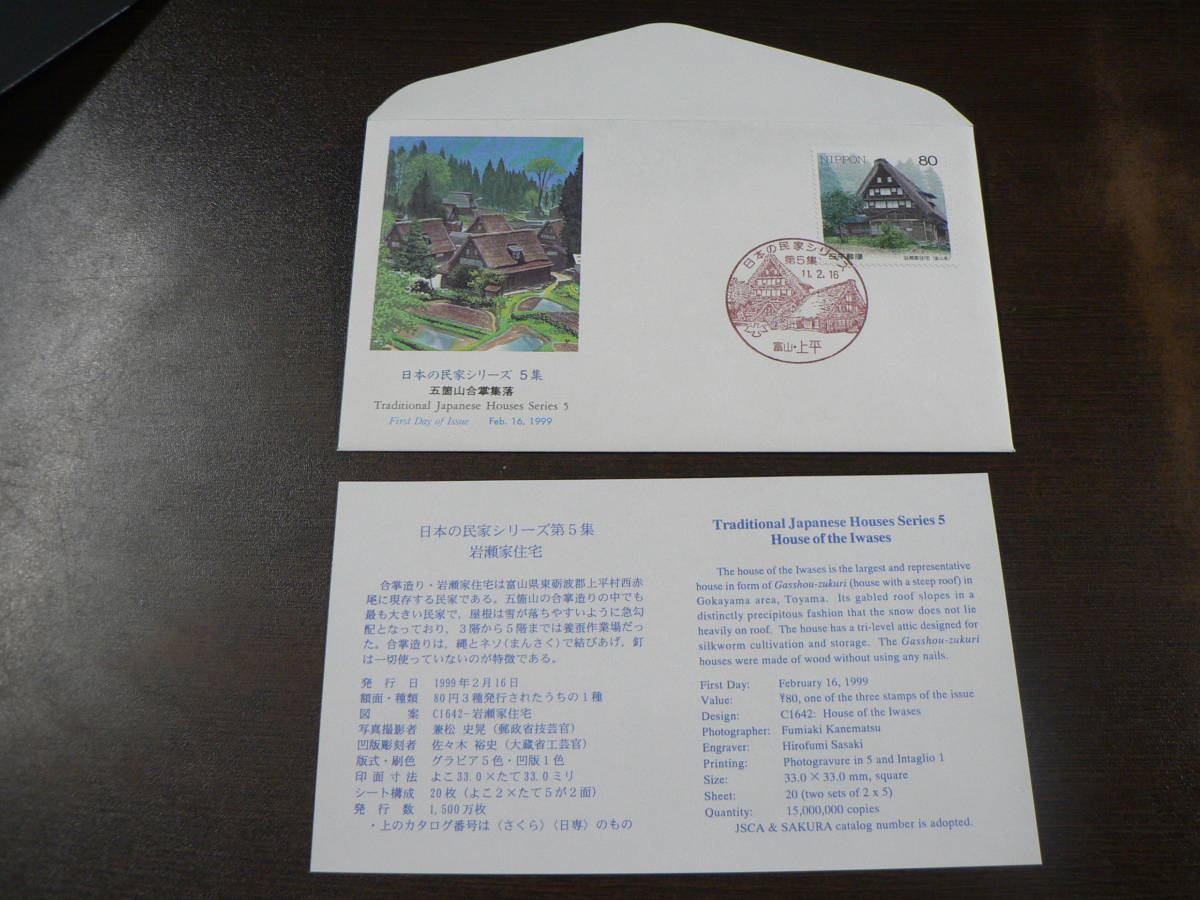 NIPPON 80
日本郵便
岩瀬家住宅(富山県)
日本の民家シリーズ
第5集
11.2.16
富山・上平
日本の民家シリーズ 5集
五箇山合掌集落
Traditional Japanese Houses Series 5
First Day of Issue Feb. 16, 1999
日本の民家シリーズ第5集
岩瀬家住宅
合掌造り・岩瀬家住宅は富山県東砺波郡上平村西赤
尾に現存する民家である。五箇山の合掌造りの中でも
最も大きい民家で,屋根は雪が落ちやすいように急勾
配となっており,3階から5階までは養蚕作業場だっ
た。合掌造りは,縄とネソ(まんさく)で結びあげ,釘
は一切使っていないのが特徴である。
発行日 1999年2月16日
額面・種類 80円3種発行されたうちの1種
図案 C1642-岩瀬家住宅
写真撮影者 兼松 史晃(郵政省技芸官)
凹版彫刻者 佐々木 裕史(大蔵省工芸官)
版式・刷色 グラビア5色・凹版1色
印面寸法 よこ33.0×たて33.0ミリ
シート構成 20枚(よこ2×たて5が2面)
発行数 1,500万枚
・上のカタログ番号は〈さくら〉〈日専〉のもの
Traditional Japanese Houses Series 5
House of the Iwases
The house of the Iwases is the largest and representative
house in form of Gasshou-zukuri (house with a steep roof) in
Gokayama area, Toyama. Its gabled roof slopes in a
distinctly precipitous fashion that the snow does not lie
heavily on roof. The house has a tri-level attic designed for
silkworm cultivation and storage. The Gasshou-zukuri
houses were made of wood without using any nails.
First Day: February 16, 1999
Value: ¥80, one of the three stamps of the issue
Design: C1642: House of the Iwases
Photographer: Fumiaki Kanematsu
Engraver: Hirofumi Sasaki
Printing: Photogravure in 5 and Intaglio 1
Size: 33.0 × 33.0 mm, square
Sheet: 20 (two sets of 2 x 5)
Quantity: 15,000,000 copies
JSCA & SAKURA catalog number is adopted.